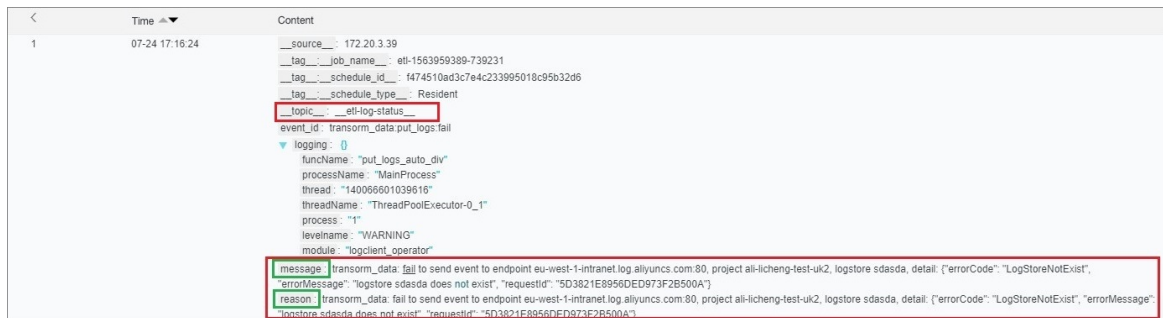 < Time Content
1 07-24 17:16:24 __source__ : 172.20.3.39
__tag__:__job_name__ : etl-1563959389-739231
__tag__:__schedule_id__ : f474510ad3c7e4c233995018c95b32d6
__tag__:__schedule_type__ : Resident
__topic__ : __etl-log-status__
event_id : transorm_data:put_logs:fail
▼ logging : {}
funcName : "put_logs_auto_div"
processName : "MainProcess"
thread : "140066601039616"
threadName : "ThreadPoolExecutor-0_1"
process : "1"
levelname : "WARNING"
module : "logclient_operator"
message : transorm_data: fail to send event to endpoint eu-west-1-intranet.log.aliyuncs.com:80, project ali-licheng-test-uk2, logstore sdasda, detail: {"errorCode": "LogStoreNotExist",
"errorMessage": "logstore sdasda does not exist", "requestId": "5D3821E8956DED973F2B500A"}
reason : transorm_data: fail to send event to endpoint eu-west-1-intranet.log.aliyuncs.com:80, project ali-licheng-test-uk2, logstore sdasda, detail: {"errorCode": "LogStoreNotExist", "errorMessage":
"logstore sdasda does not exist", "requestId": "5D3821E8956DED973F2B500A"}